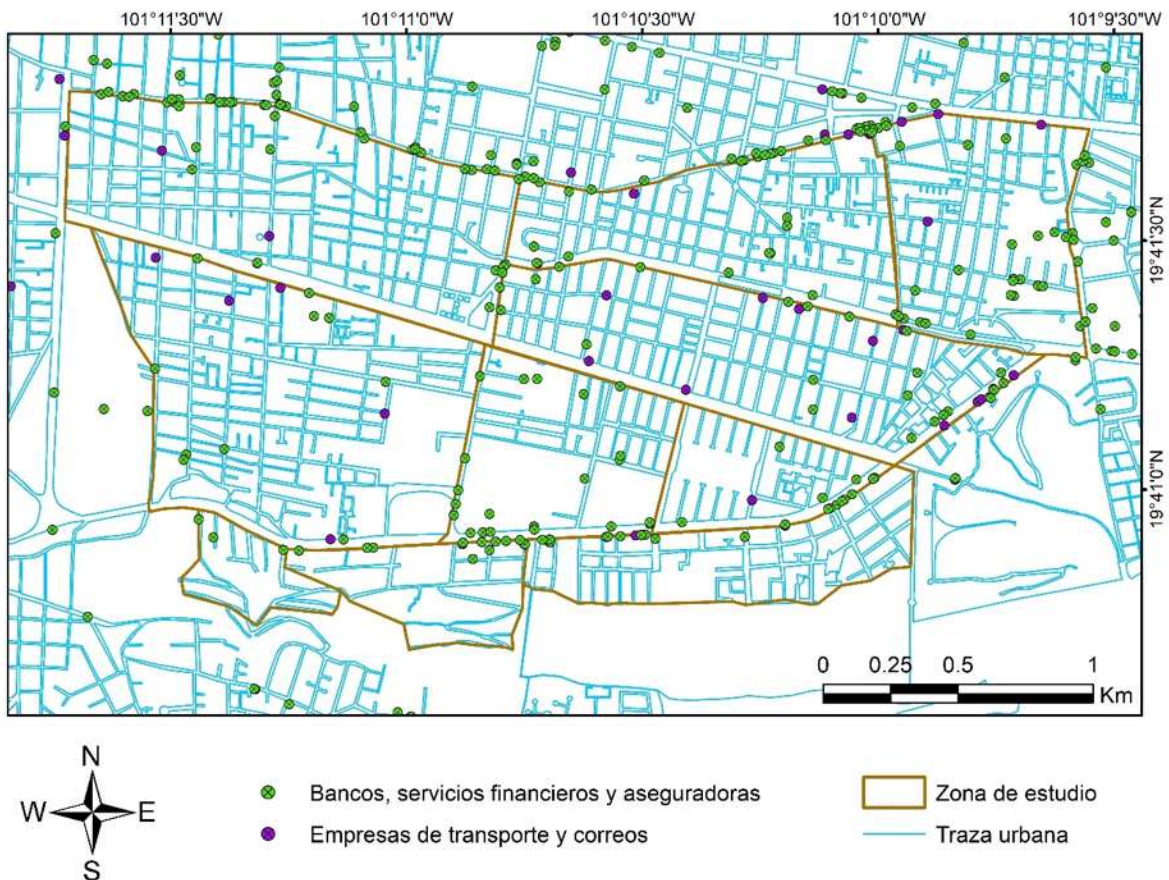 101°11'30"W 101°11'0"W 101°10'30"W 101°10'0"W 101°9'30"W
19°41'30"N
19°41'0"N
0 0.25 0.5 1
Km
N
W E
S
Bancos, servicios financieros y aseguradoras
Empresas de transporte y correos
Zona de estudio
Traza urbana